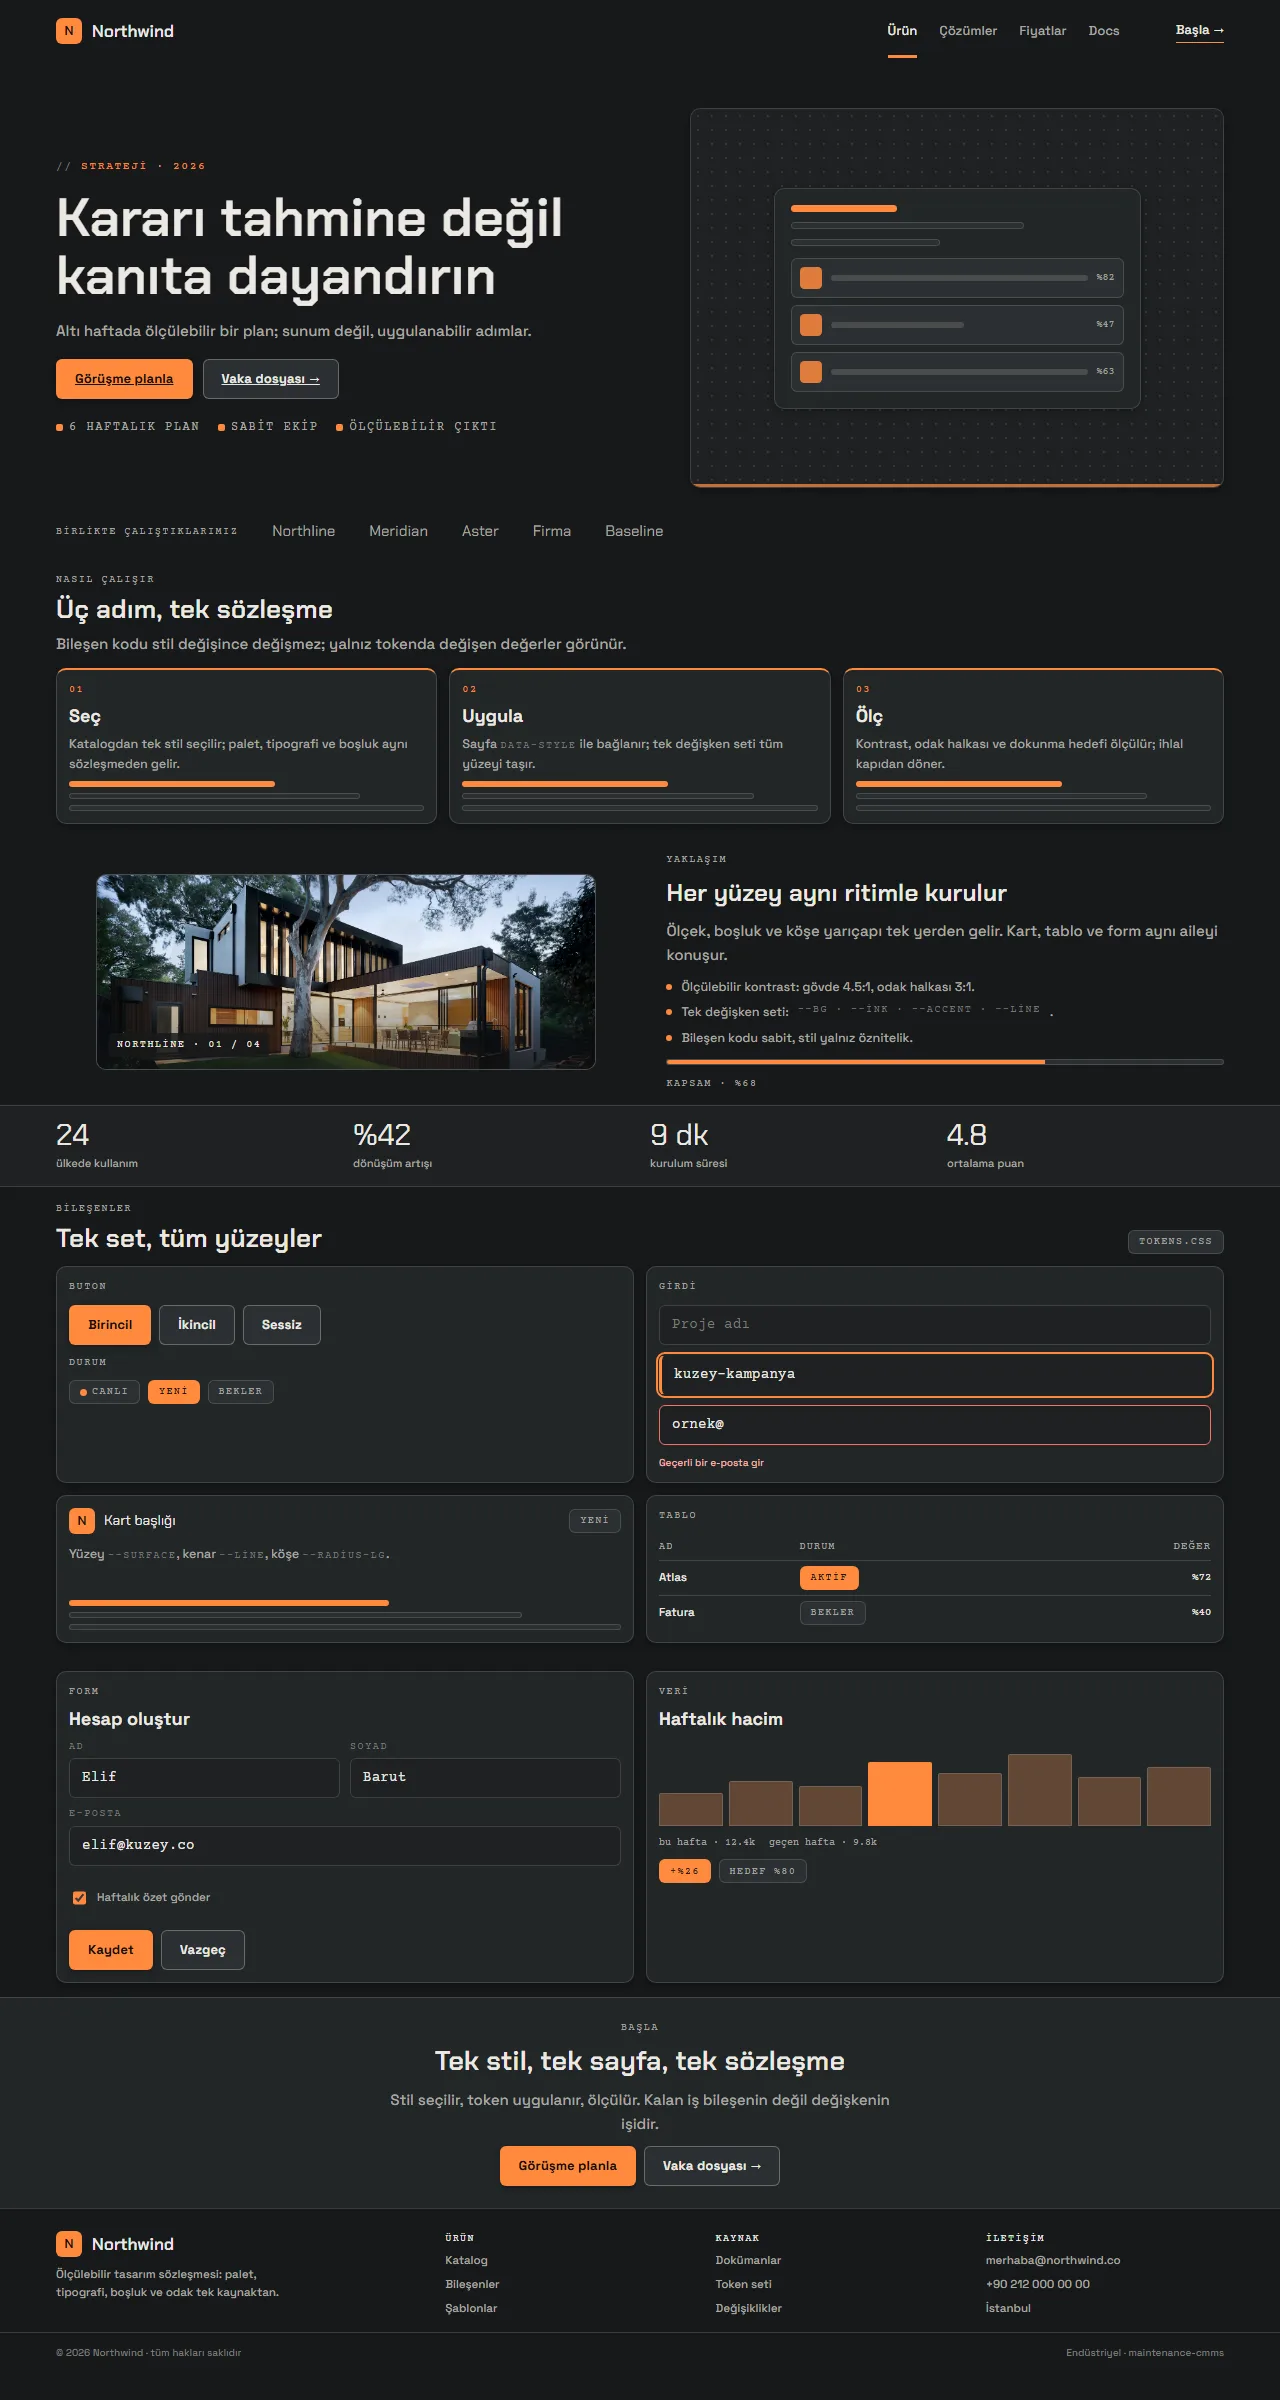 N Northwind
Ürün Çözümler Fiyatlar Docs Başla →
// STRATEJİ · 2026
Kararı tahmine değil
kanıta dayandırın
Altı haftada ölçülebilir bir plan; sunum değil, uygulanabilir adımlar.
Görüşme planla Vaka dosyası →
6 HAFTALIK PLAN SABİT EKİP ÖLÇÜLEBİLİR ÇIKTI
%82
%47
%63
BİRLİKTE ÇALIŞTIKLARIMIZ Northline Meridian Aster Firma Baseline
NASIL ÇALIŞIR
Üç adım, tek sözleşme
Bileşen kodu stil değişince değişmez; yalnız tokenda değişen değerler görünür.
01
Seç
Katalogdan tek stil seçilir; palet, tipografi ve boşluk aynı
sözleşmeden gelir.
02
Uygula
Sayfa DATA-STYLE ile bağlanır; tek değişken seti tüm
yüzeyi taşır.
03
Ölç
Kontrast, odak halkası ve dokunma hedefi ölçülür; ihlal
kapıdan döner.
NORTHLİNE · 01 / 04
YAKLAŞIM
Her yüzey aynı ritimle kurulur
Ölçek, boşluk ve köşe yarıçapı tek yerden gelir. Kart, tablo ve form aynı aileyi
konuşur.
Ölçülebilir kontrast: gövde 4.5:1, odak halkası 3:1.
Tek değişken seti: --BG · --İNK · --ACCENT · --LİNE .
Bileşen kodu sabit, stil yalnız öznitelik.
KAPSAM · %68
24
ülkede kullanım
%42
dönüşüm artışı
9 dk
kurulum süresi
4.8
ortalama puan
BİLEŞENLER
Tek set, tüm yüzeyler
TOKENS.CSS
BUTON
Birincil İkincil Sessiz
DURUM
CANLI YENİ BEKLER
GİRDİ
Proje adı
kuzey-kampanya
ornek@
Geçerli bir e-posta gir
N Kart başlığı YENİ
Yüzey --SURFACE, kenar --LİNE, köşe --RADİUS-LG.
TABLO
AD DURUM DEĞER
Atlas AKTİF %72
Fatura BEKLER %40
FORM
Hesap oluştur
AD SOYAD
Elif Barut
E-POSTA
elif@kuzey.co
Haftalık özet gönder
Kaydet Vazgeç
VERİ
Haftalık hacim
bu hafta · 12.4k geçen hafta · 9.8k
+%26 HEDEF %80
BAŞLA
Tek stil, tek sayfa, tek sözleşme
Stil seçilir, token uygulanır, ölçülür. Kalan iş bileşenin değil değişkenin
işidir.
Görüşme planla Vaka dosyası →
N Northwind
Ölçülebilir tasarım sözleşmesi: palet,
tipografi, boşluk ve odak tek kaynaktan.
ÜRÜN
Katalog
Bileşenler
Şablonlar
KAYNAK
Dokümanlar
Token seti
Değişiklikler
İLETİŞİM
merhaba@northwind.co
+90 212 000 00 00
İstanbul
© 2026 Northwind · tüm hakları saklıdır
Endüstriyel · maintenance-cmms